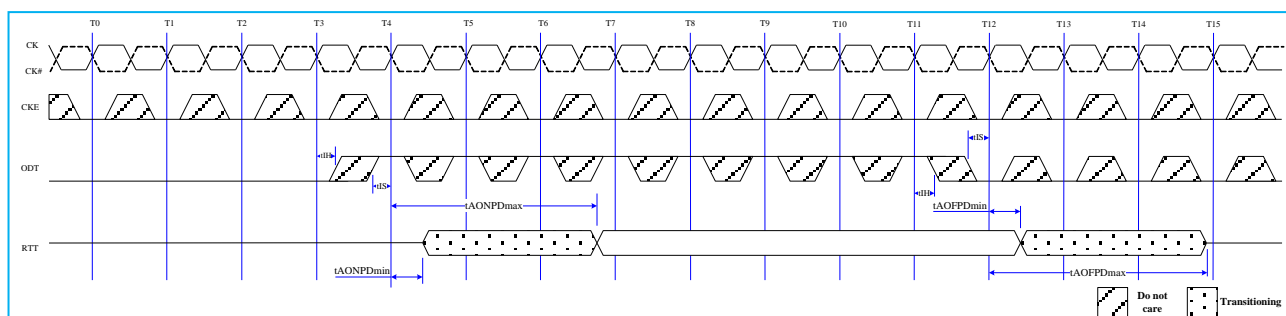 T0 T1 T2 T3 T4 T5 T6 T7 T8 T9 T10 T11 T12 T13 T14 T15
CK
CK#
CKE
tIS
tIH
ODT
tIS
tIH
tAONPDmax
tAOFPDmin
RTT
tAONPDmin
tAOFPDmax
Do not
care
Transitioning